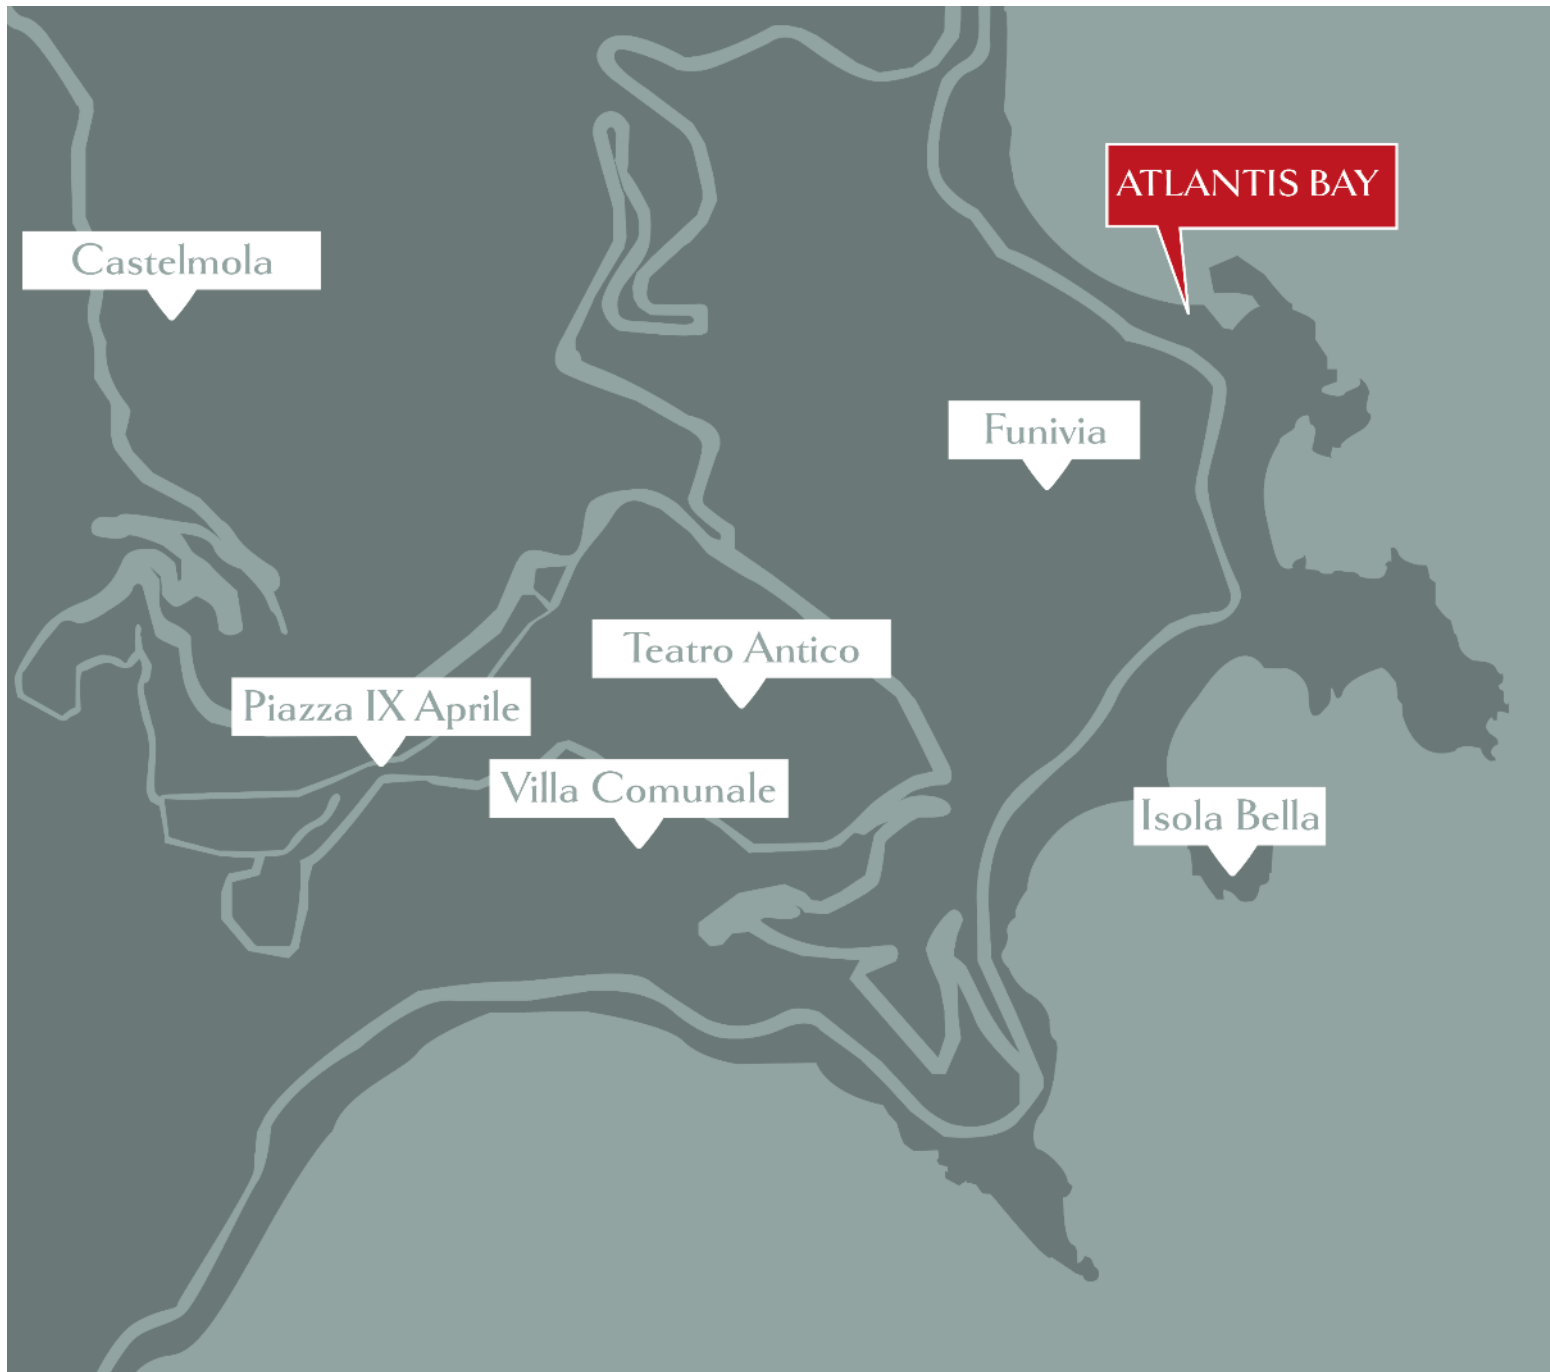 ATLANTIS BAY
Castelmola
Funivia
Teatro Antico
Piazza IX Aprile
Villa Comunale
Isola Bella